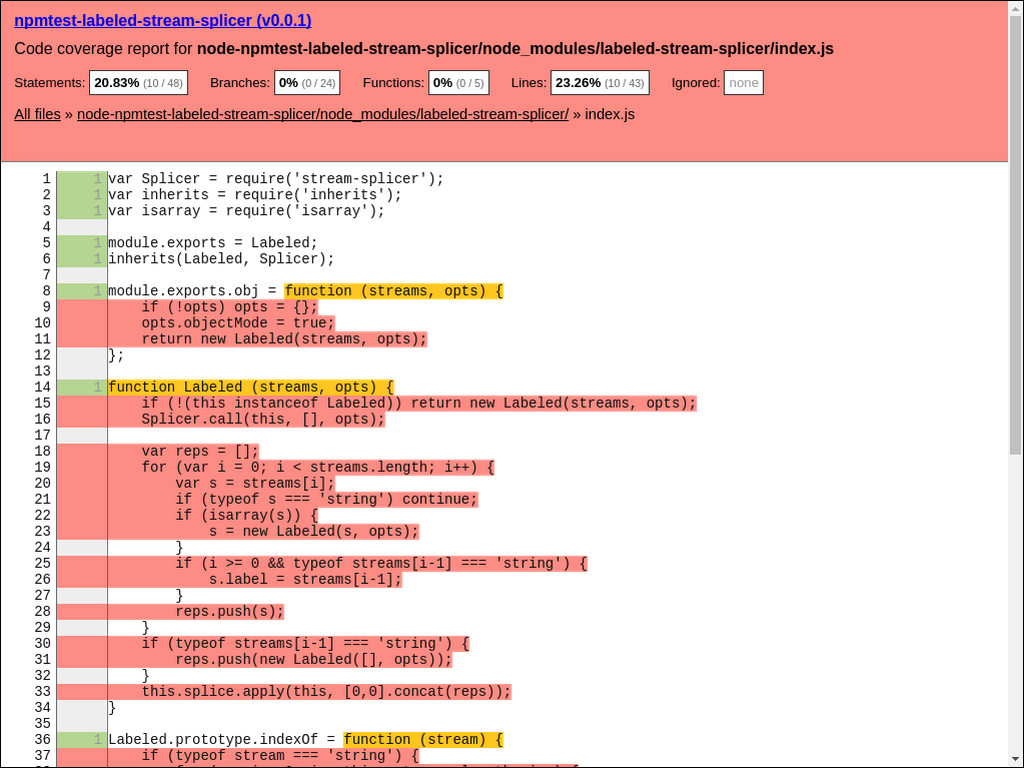 npmtest-labeled-stream-splicer (v0.0.1)
Code coverage report for node-npmtest-labeled-stream-splicer/node_modules/labeled-stream-splicer/index.js
Statements: 20.83% (10 / 48) Branches: 0% (0 / 24) Functions: 0% (0 / 5) Lines: 23.26% (10 / 43) Ignored: none
All files » node-npmtest-labeled-stream-splicer/node_modules/labeled-stream-splicer/ » index.js
1 1 var Splicer = require('stream-splicer');
2 1 var inherits = require('inherits');
3 1 var isarray = require('isarray');
4
5 1 module.exports = Labeled;
6 1 inherits(Labeled, Splicer);
7
8 1 module.exports.obj = function (streams, opts) {
9     if (!opts) opts = {};
10     opts.objectMode = true;
11     return new Labeled(streams, opts);
12 };
13
14 1 function Labeled (streams, opts) {
15     if (!(this instanceof Labeled)) return new Labeled(streams, opts);
16     Splicer.call(this, [], opts);
17
18     var reps = [];
19     for (var i = 0; i < streams.length; i++) {
20         var s = streams[i];
21         if (typeof s === 'string') continue;
22         if (isarray(s)) {
23             s = new Labeled(s, opts);
24         }
25         if (i >= 0 && typeof streams[i-1] === 'string') {
26             s.label = streams[i-1];
27         }
28         reps.push(s);
29     }
30     if (typeof streams[i-1] === 'string') {
31         reps.push(new Labeled([], opts));
32     }
33     this.splice.apply(this, [0,0].concat(reps));
34 }
35
36 1 Labeled.prototype.indexOf = function (stream) {
37     if (typeof stream === 'string') {